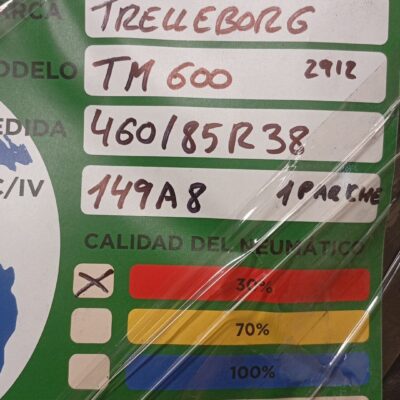 ARCA TRELLEBORG
ODELO TM 600 2912
EDIDA 460/85R38
C/IV 149A8 1 PARCHE
CALIDAD DEL NEUMÁTICO
X 30%
70%
100%